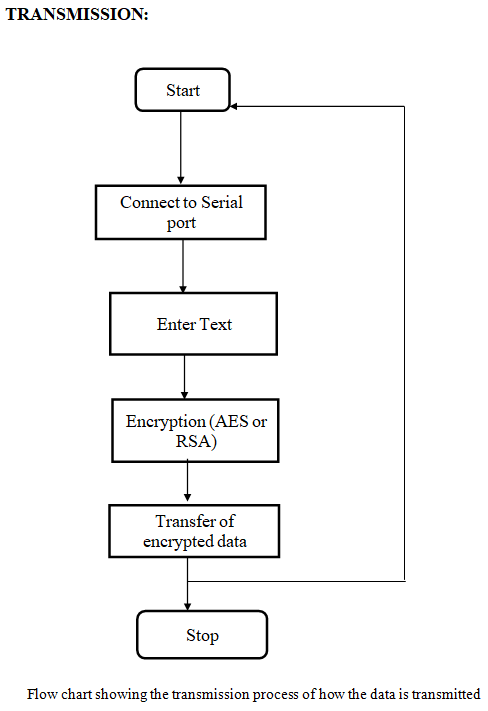 TRANSMISSION:
Start
Connect to Serial
port
Enter Text
Encryption (AES or
RSA)
Transfer of
encrypted data
Stop
Flow chart showing the transmission process of how the data is transmitted